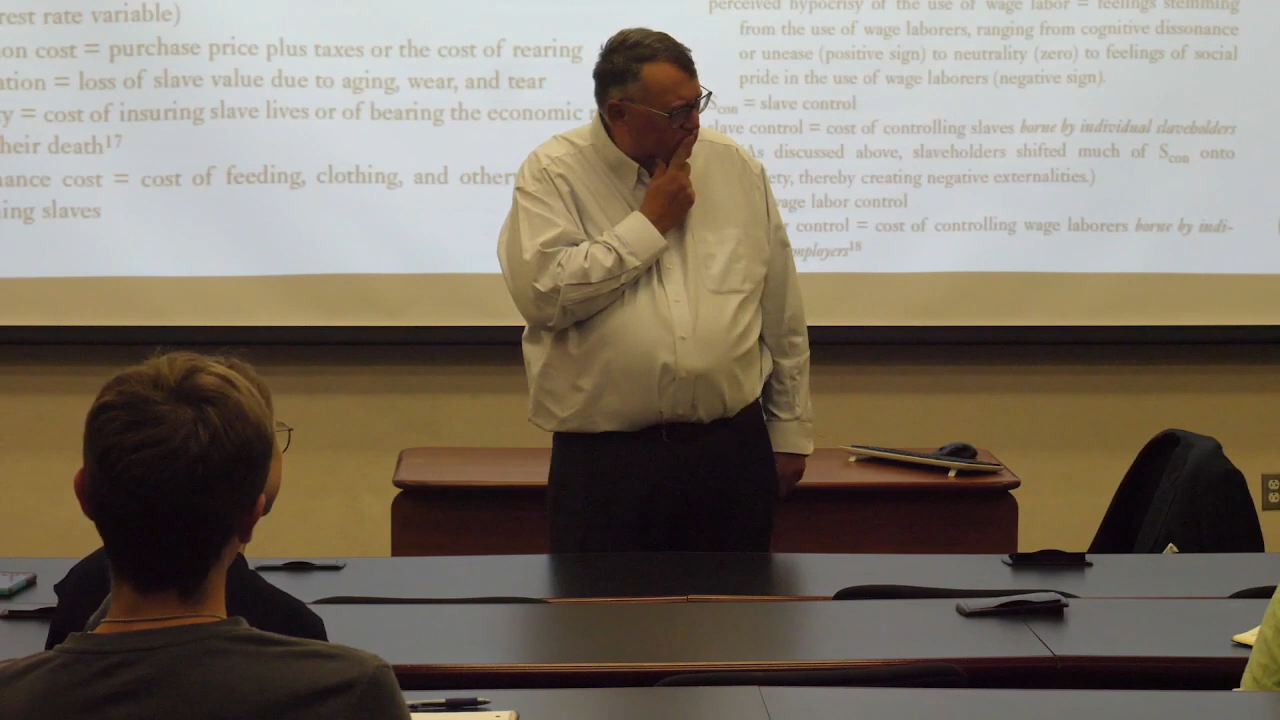 rest rate variable)
on cost = purchase price plus taxes or the cost of rearing
ation = loss of slave value due to aging, wear, and tear
y = cost of insuring slave lives or of bearing the economic
heir death17
nance cost = cost of feeding, clothing, and other
ing slaves
perceived hypocrisy of the use of wage labor = feelings stemming
from the use of wage laborers, ranging from cognitive dissonance
or unease (positive sign) to neutrality (zero) to feelings of social
pride in the use of wage laborers (negative sign).
Scon = slave control
slave control = cost of controlling slaves borne by individual slaveholders
(As discussed above, slaveholders shifted much of Scon onto
ety, thereby creating negative externalities.)
wage labor control
control = cost of controlling wage laborers borne by indi-
employers18